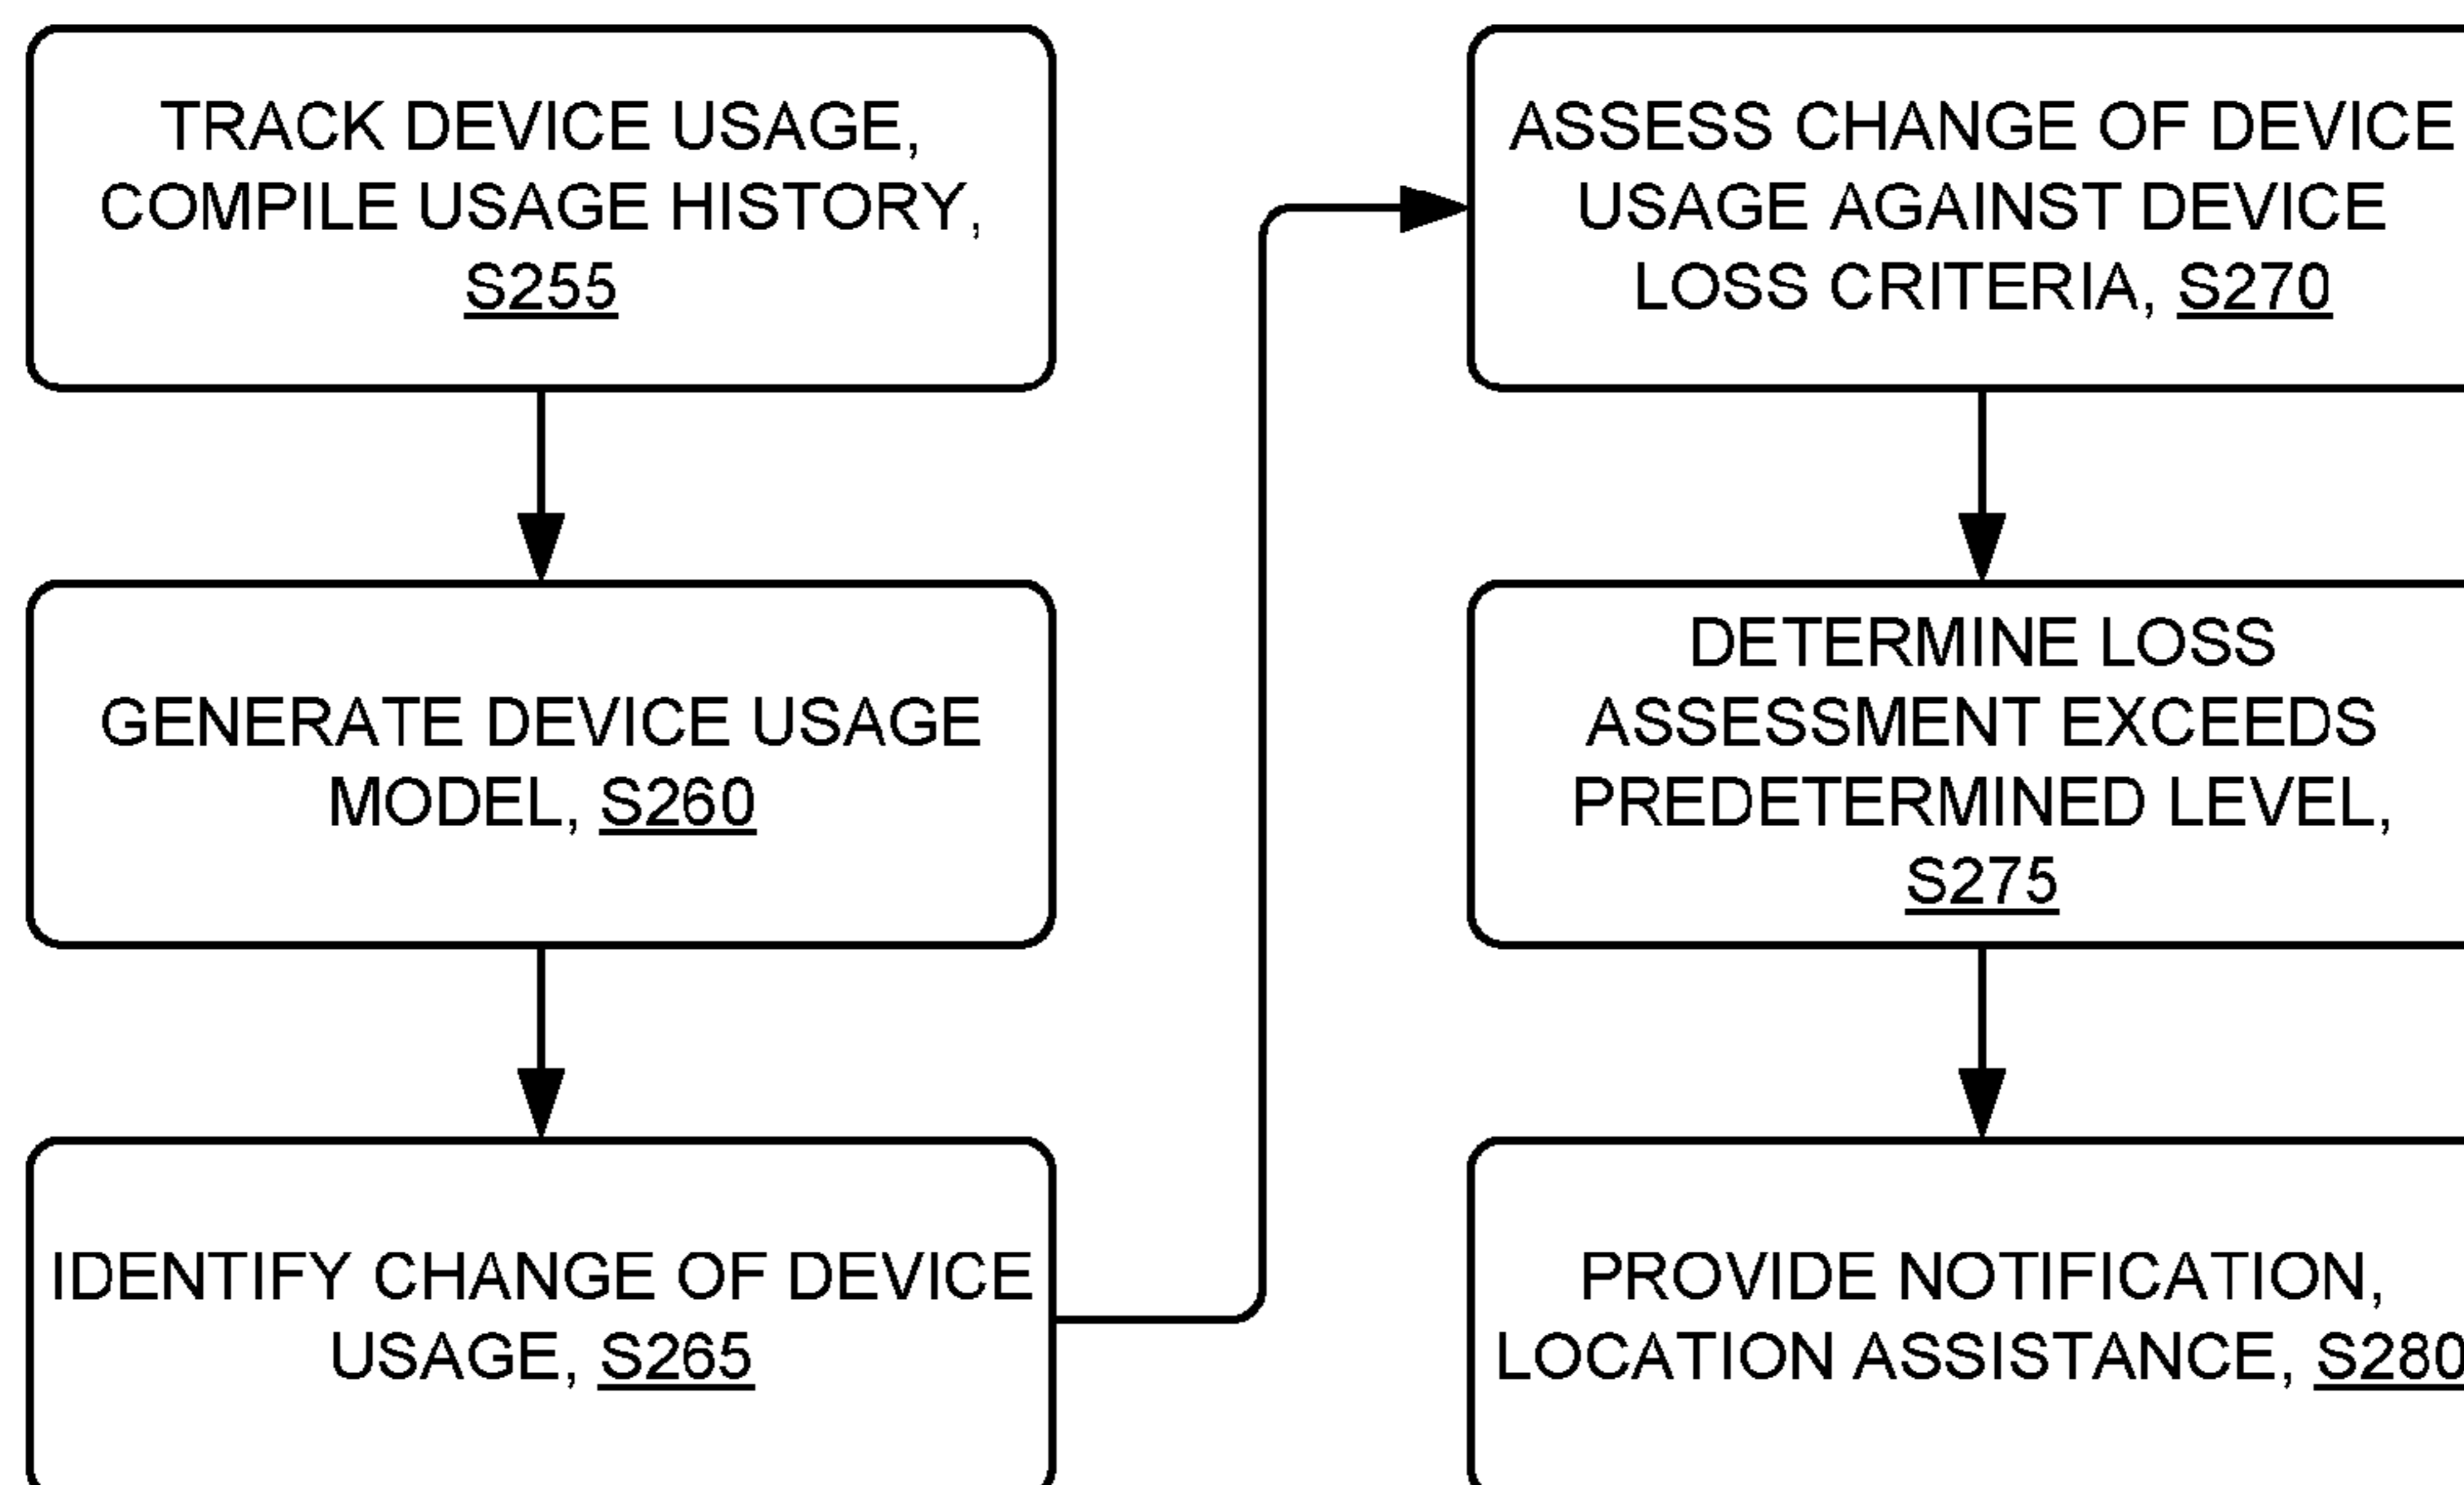 TRACK DEVICE USAGE,
COMPILE USAGE HISTORY,
S255
GENERATE DEVICE USAGE
MODEL, S260
IDENTIFY CHANGE OF DEVICE
USAGE, S265
ASSESS CHANGE OF DEVICE
USAGE AGAINST DEVICE
LOSS CRITERIA, S270
DETERMINE LOSS
ASSESSMENT EXCEEDS
PREDETERMINED LEVEL,
S275
PROVIDE NOTIFICATION,
LOCATION ASSISTANCE, S280